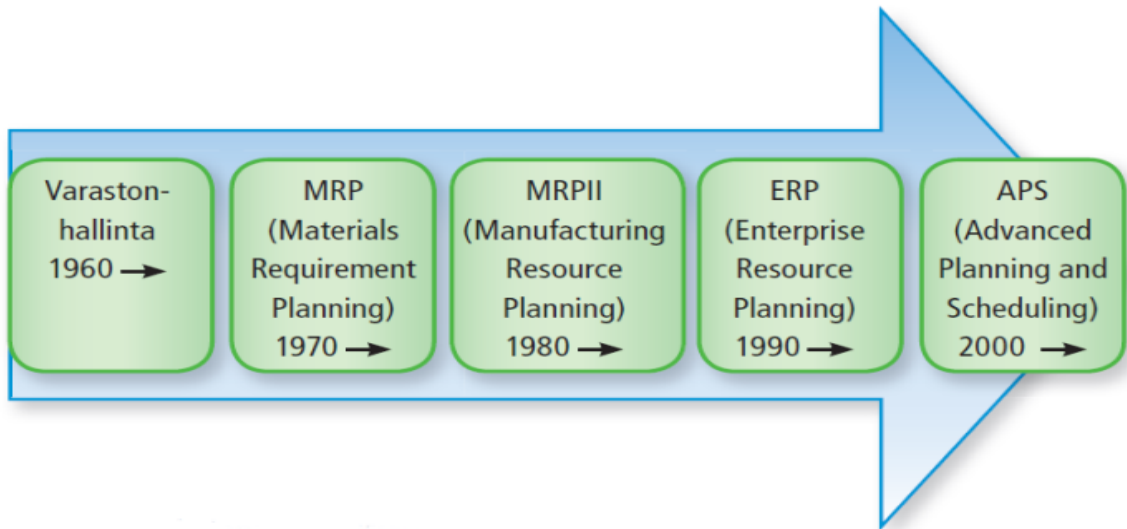 Varaston-
hallinta
1960 →
MRP
(Materials
Requirement
Planning)
1970 →
MRPII
(Manufacturing
Resource
Planning)
1980 →
ERP
(Enterprise
Resource
Planning)
1990 →
APS
(Advanced
Planning and
Scheduling)
2000 →